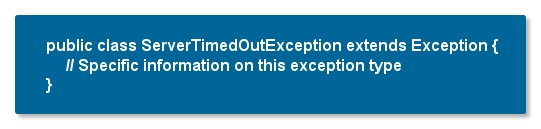 public class ServerTimedOutException extends Exception {
// Specific information on this exception type
}